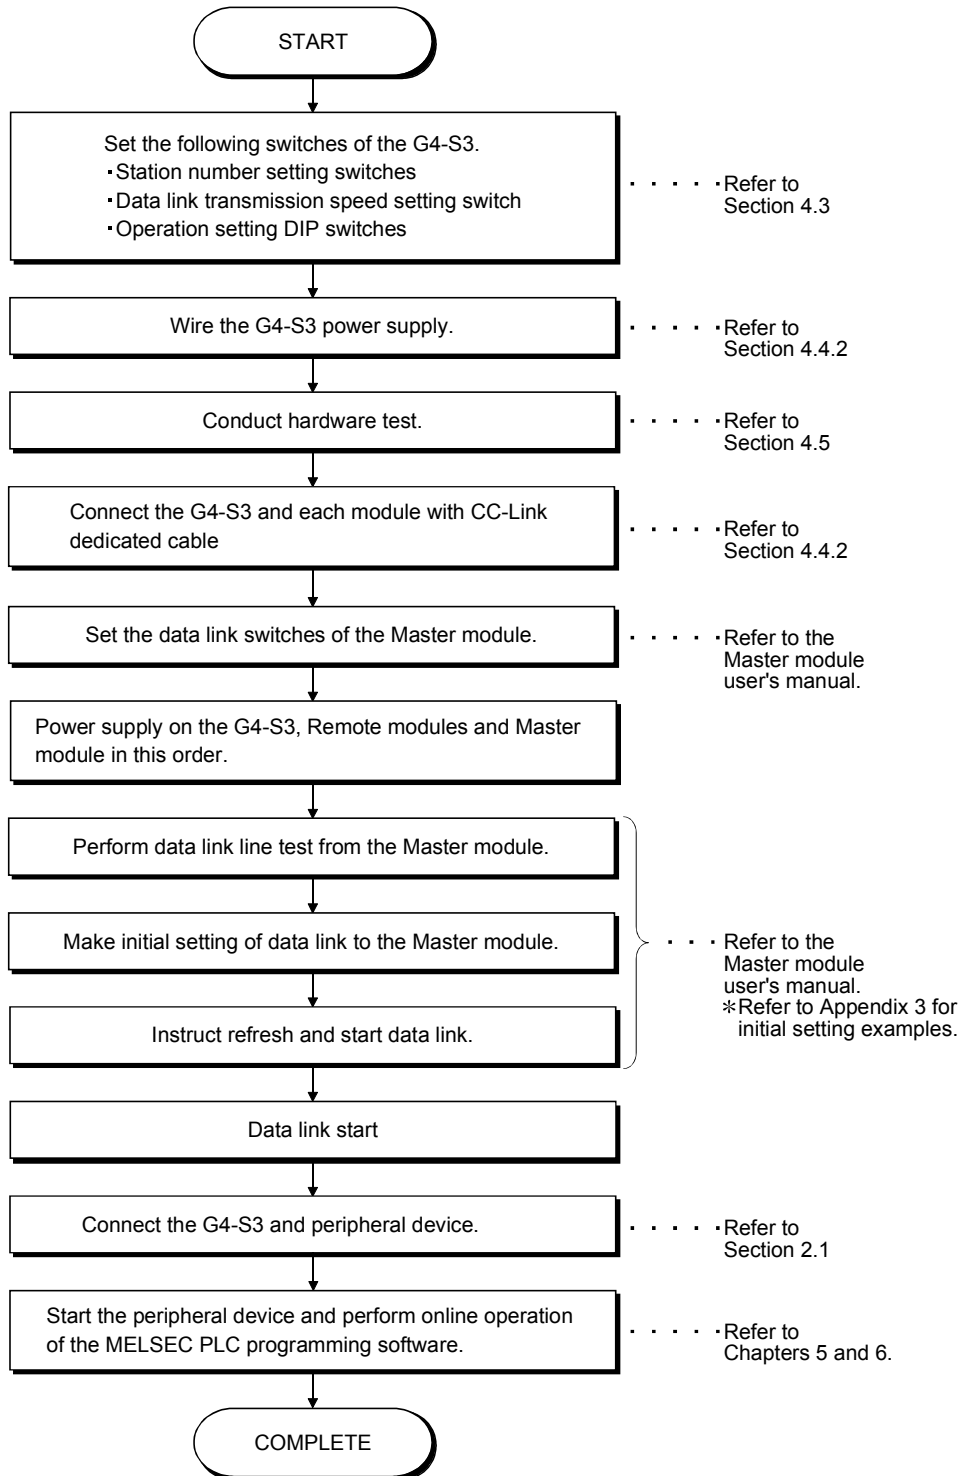 START
Set the following switches of the G4-S3.
・Station number setting switches
・Data link transmission speed setting switch
・Operation setting DIP switches
・・・・・Refer to
Section 4.3
Wire the G4-S3 power supply.
・・・・・Refer to
Section 4.4.2
Conduct hardware test.
・・・・・Refer to
Section 4.5
Connect the G4-S3 and each module with CC-Link
dedicated cable
・・・・・Refer to
Section 4.4.2
Set the data link switches of the Master module.
・・・・・Refer to the
Master module
user's manual.
Power supply on the G4-S3, Remote modules and Master
module in this order.
Perform data link line test from the Master module.
Make initial setting of data link to the Master module.
Instruct refresh and start data link.
・・・Refer to the
Master module
user's manual.
*Refer to Appendix 3 for
initial setting examples.
Data link start
Connect the G4-S3 and peripheral device.
・・・・・Refer to
Section 2.1
Start the peripheral device and perform online operation
of the MELSEC PLC programming software.
・・・・・Refer to
Chapters 5 and 6.
COMPLETE